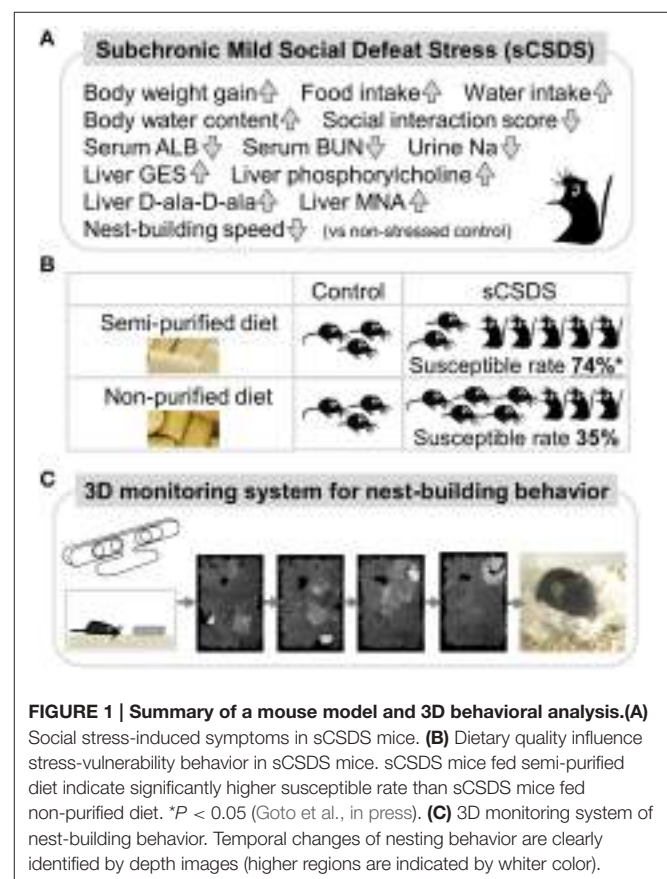 A
Subchronic Mild Social Defeat Stress (sCSDS)
Body weight gain⇧ Food intake⇧ Water intake⇧
Body water content⇧ Social interaction score⇩
Serum ALB⇩ Serum BUN⇩ Urine Na⇩
Liver GES⇧ Liver phosphorylcholine⇧
Liver D-ala-D-ala⇧ Liver MNA⇧
Nest-building speed⇩ (vs non-stressed control)
B
Control sCSDS
Semi-purified diet
Susceptible rate 74%*
Non-purified diet
Susceptible rate 35%
C
3D monitoring system for nest-building behavior
FIGURE 1 | Summary of a mouse model and 3D behavioral analysis.(A)
Social stress-induced symptoms in sCSDS mice. (B) Dietary quality influence
stress-vulnerability behavior in sCSDS mice. sCSDS mice fed semi-purified
diet indicate significantly higher susceptible rate than sCSDS mice fed
non-purified diet. *P < 0.05 (Goto et al., in press). (C) 3D monitoring system of
nest-building behavior. Temporal changes of nesting behavior are clearly
identified by depth images (higher regions are indicated by whiter color).